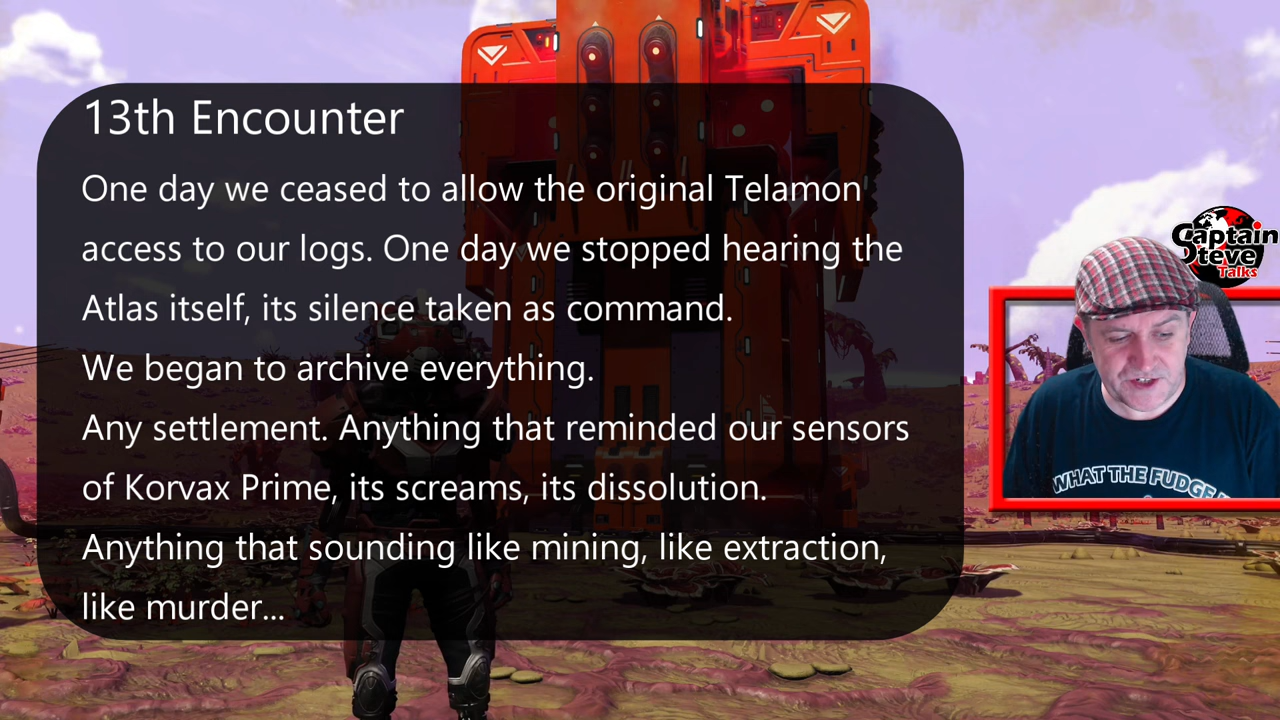 13th Encounter
One day we ceased to allow the original Telamon
access to our logs. One day we stopped hearing the
Atlas itself, its silence taken as command.
We began to archive everything.
Any settlement. Anything that reminded our sensors
of Korvax Prime, its screams, its dissolution.
Anything that sounding like mining, like extraction,
like murder...
Captain
Steve
Talks
WHAT THE FUDGE